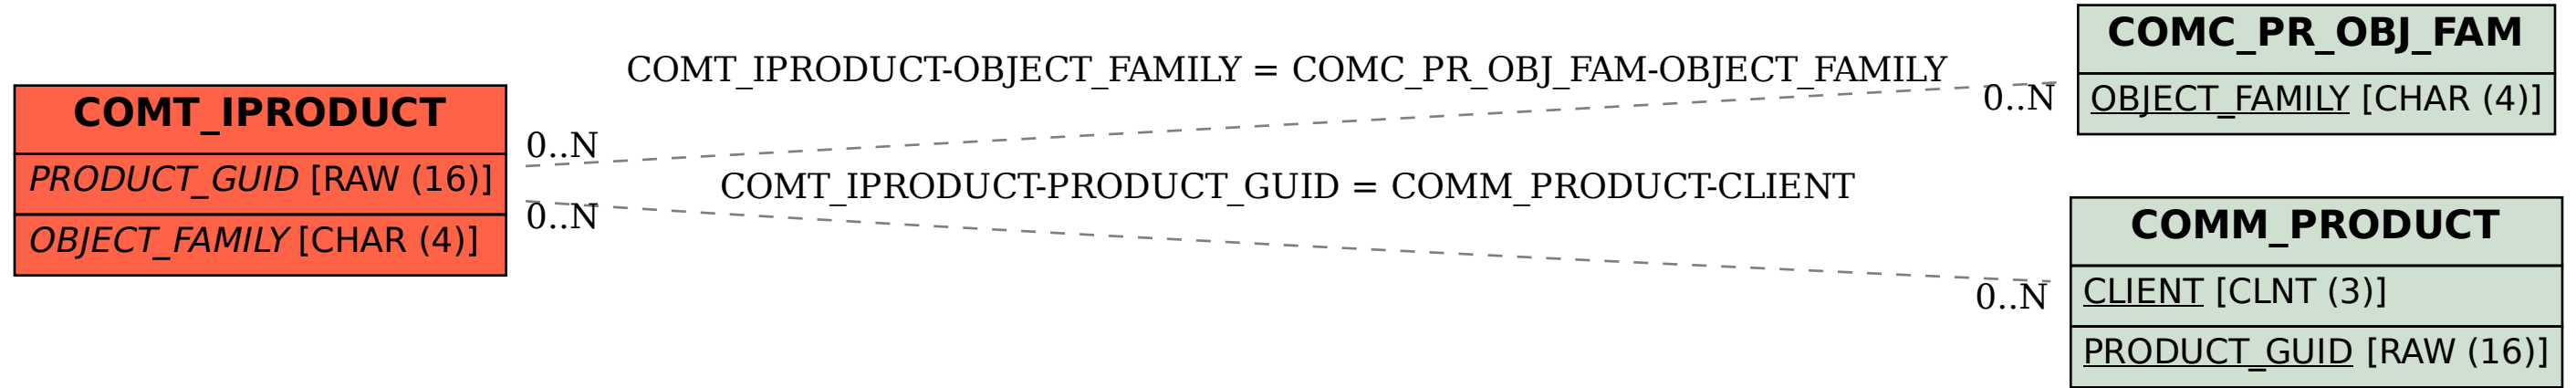 COMT_IPRODUCT
PRODUCT_GUID [RAW (16)]
OBJECT_FAMILY [CHAR (4)]
COMT_IPRODUCT-OBJECT_FAMILY = COMC_PR_OBJ_FAM-OBJECT_FAMILY
0..N
0..N
COMT_IPRODUCT-PRODUCT_GUID = COMM_PRODUCT-CLIENT
0..N
0..N
COMC_PR_OBJ_FAM
OBJECT_FAMILY [CHAR (4)]
COMM_PRODUCT
CLIENT [CLNT (3)]
PRODUCT_GUID [RAW (16)]